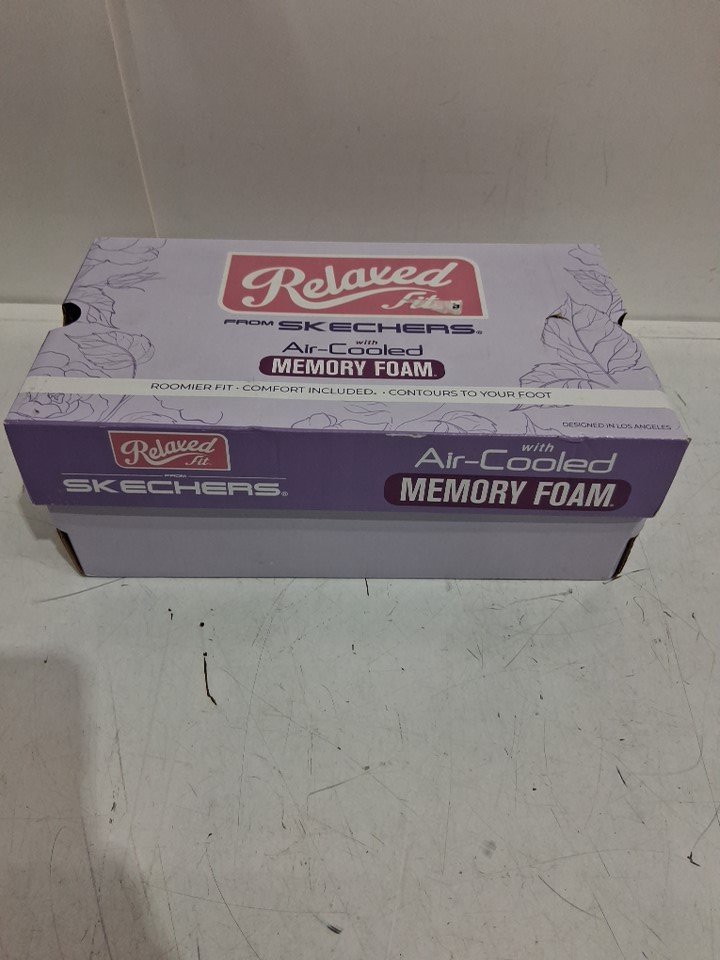 Relaxed
Fit
FROM SKECHERS®
with
Air-Cooled
MEMORY FOAM
ROOMIER FIT · COMFORT INCLUDED. · CONTOURS TO YOUR FOOT
DESIGNED IN LOS ANGELES
Relaxed
Fit
FROM
SKECHERS®
with
Air-Cooled
MEMORY FOAM